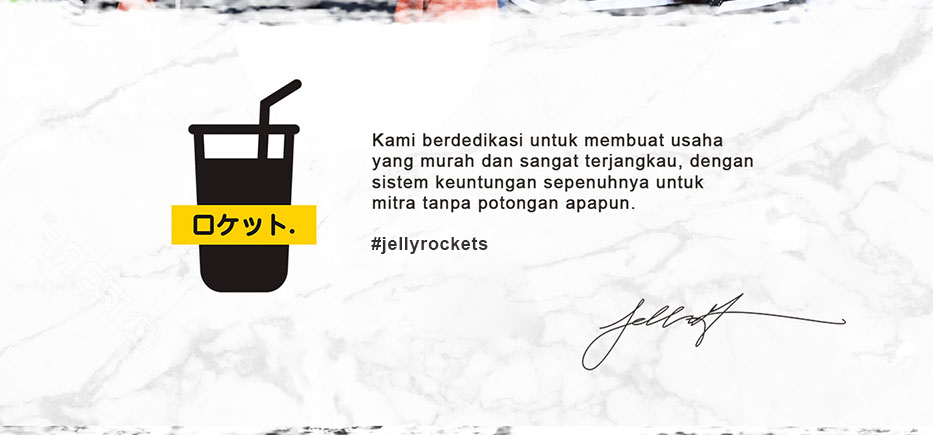 ロケット.
Kami berdedikasi untuk membuat usaha
yang murah dan sangat terjangkau, dengan
sistem keuntungan sepenuhnya untuk
mitra tanpa potongan apapun.
#jellyrockets